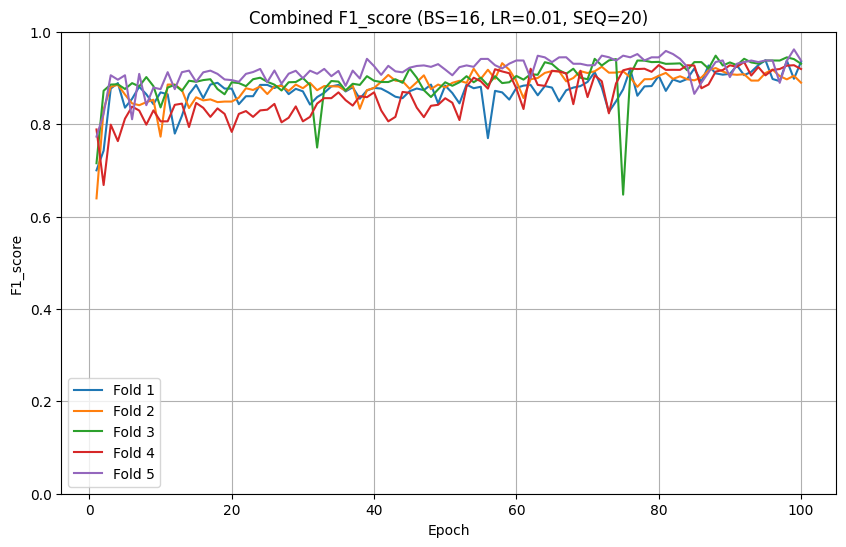 Combined F1_score (BS=16, LR=0.01, SEQ=20)
1.0
0.8
0.6
0.4
0.2
0.0
F1_score
Fold 1
Fold 2
Fold 3
Fold 4
Fold 5
0 20 40 60 80 100
Epoch